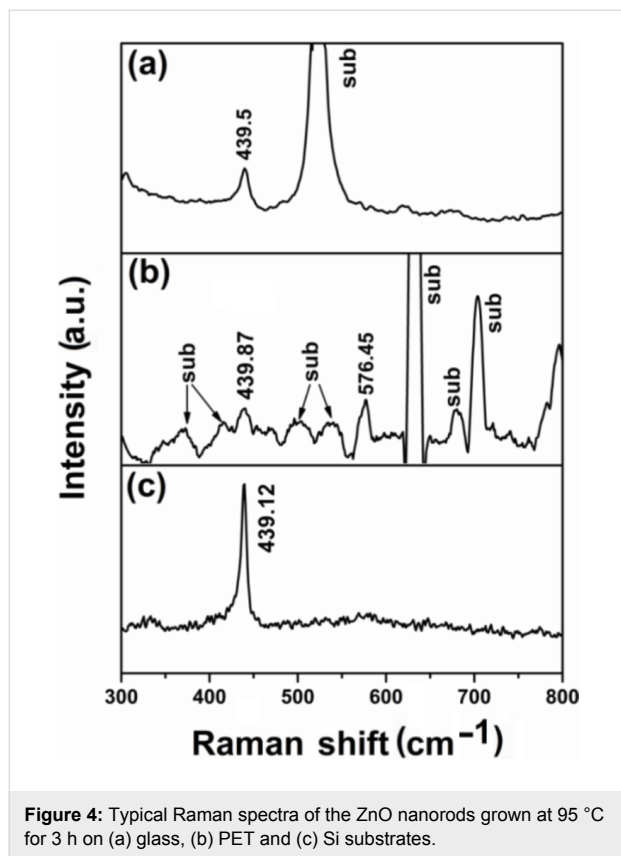 (a)
439.5
sub
(b)
sub
439.87
sub
576.45
sub
sub
sub
(c)
439.12
Intensity (a.u.)
300 400 500 600 700 800
Raman shift (cm⁻¹)
Figure 4: Typical Raman spectra of the ZnO nanorods grown at 95 °C
for 3 h on (a) glass, (b) PET and (c) Si substrates.